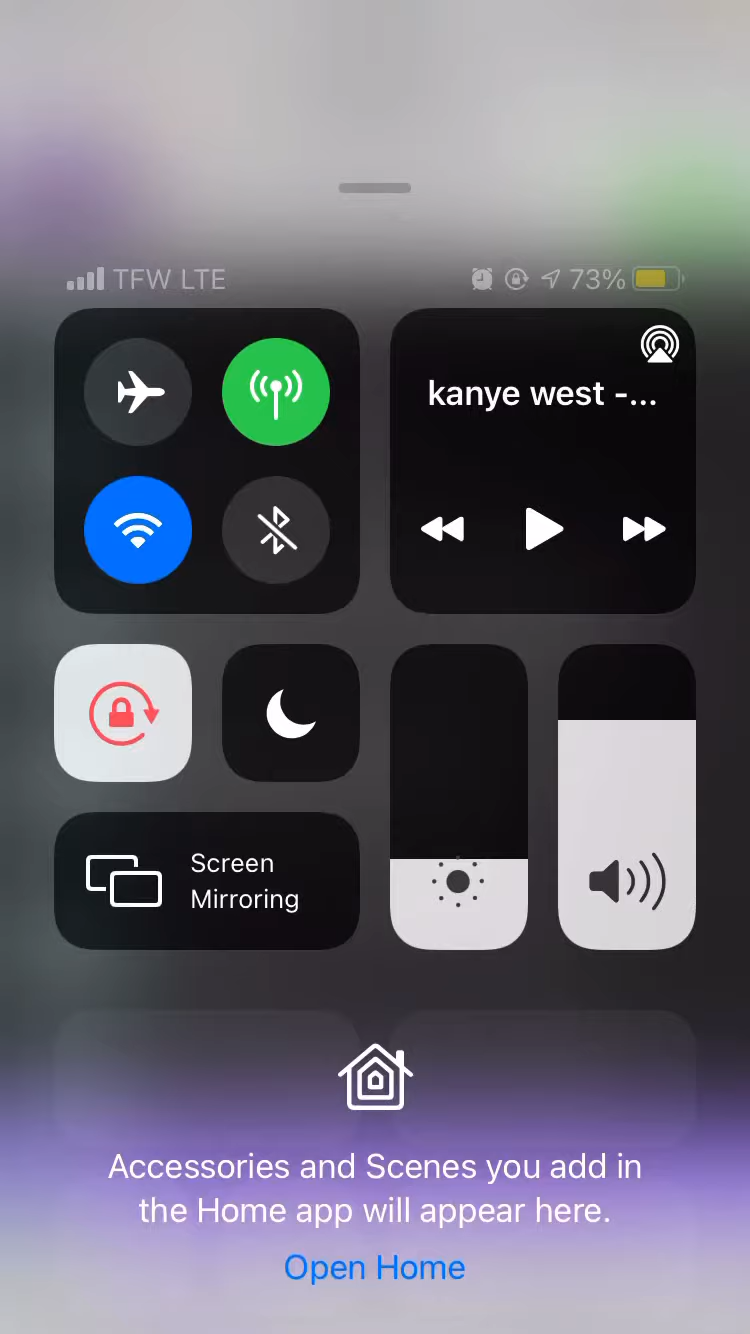 TFW LTE 73%
kanye west -...
Screen
Mirroring
Accessories and Scenes you add in
the Home app will appear here.
Open Home